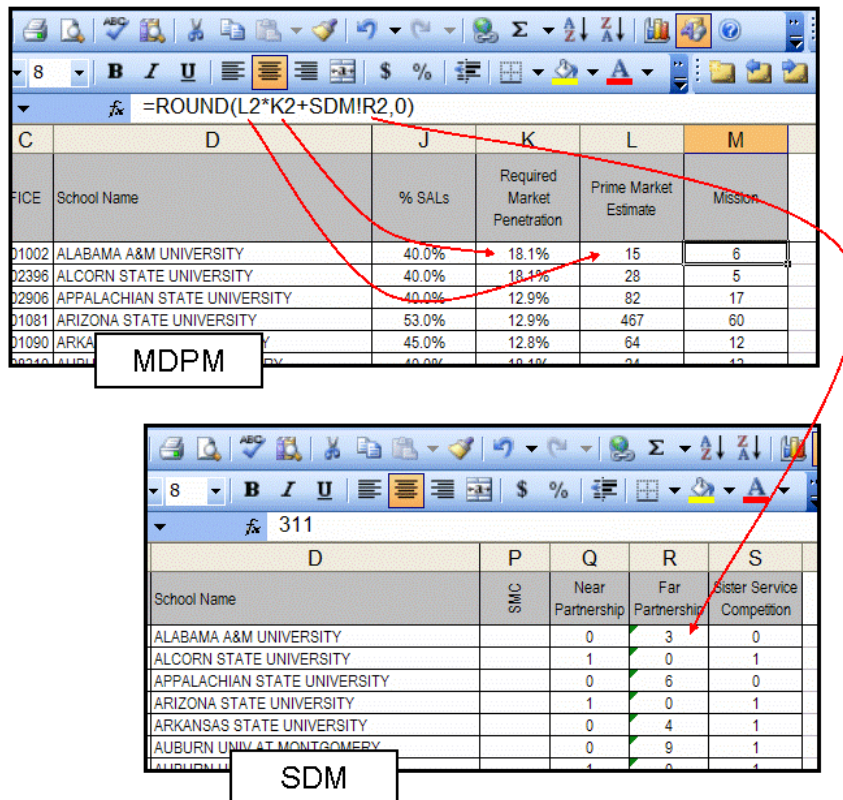 ABC
8 B I U $ %
fx =ROUND(L2*K2+SDM!R2,0)
C D J K L M
FICE School Name % SALs Required Market Penetration Prime Market Estimate Mission
01002 ALABAMA A&M UNIVERSITY 40.0% 18.1% 15 6
02396 ALCORN STATE UNIVERSITY 40.0% 18.1% 28 5
02906 APPALACHIAN STATE UNIVERSITY 40.0% 12.9% 82 17
01081 ARIZONA STATE UNIVERSITY 53.0% 12.9% 467 60
01090 ARKA Y 45.0% 12.8% 64 12
MDPM
ABC
8 B I U $ %
fx 311
D P Q R S
School Name SMC Near Partnership Far Partnership Sister Service Competition
ALABAMA A&M UNIVERSITY 0 3 0
ALCORN STATE UNIVERSITY 1 0 1
APPALACHIAN STATE UNIVERSITY 0 6 0
ARIZONA STATE UNIVERSITY 1 0 1
ARKANSAS STATE UNIVERSITY 0 4 1
AUBURN UNIV AT MONTGOMERY 0 9 1
SDM